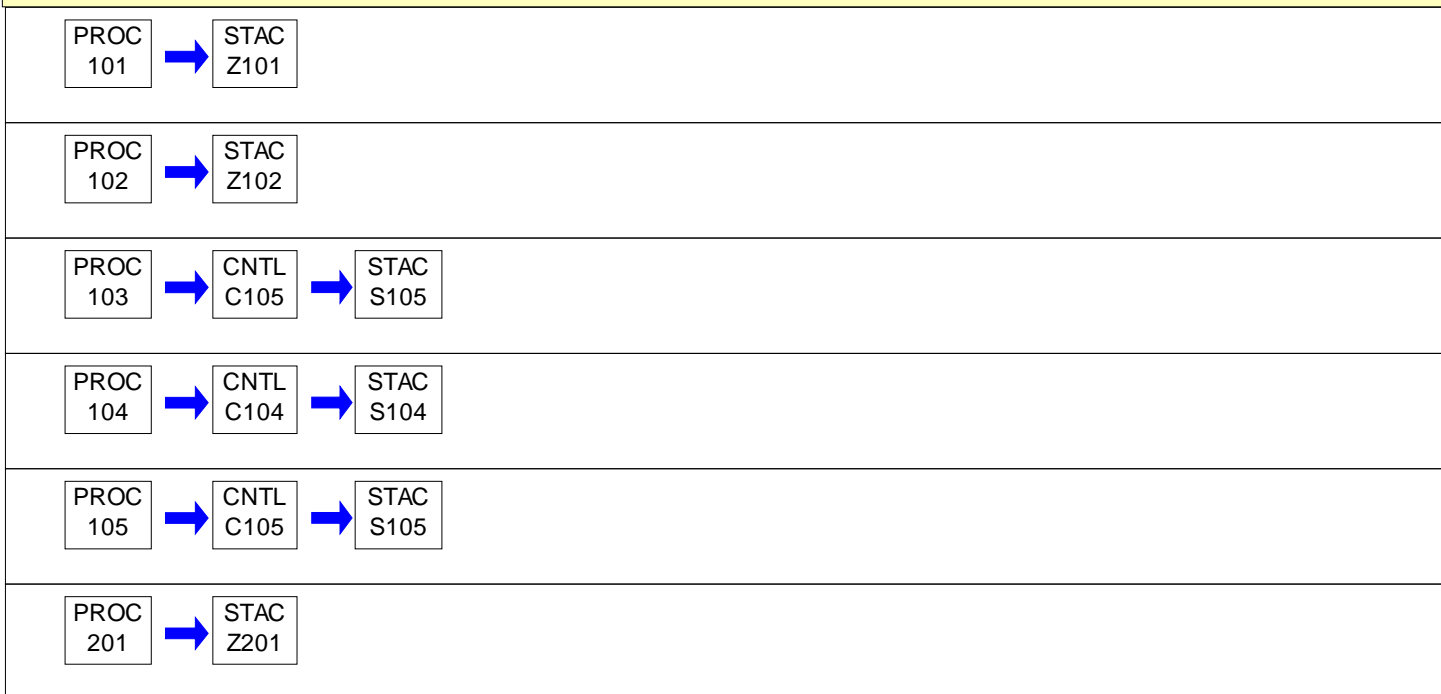 PROC
101
STAC
Z101
PROC
102
STAC
Z102
PROC
103
CNTL
C105
STAC
S105
PROC
104
CNTL
C104
STAC
S104
PROC
105
CNTL
C105
STAC
S105
PROC
201
STAC
Z201